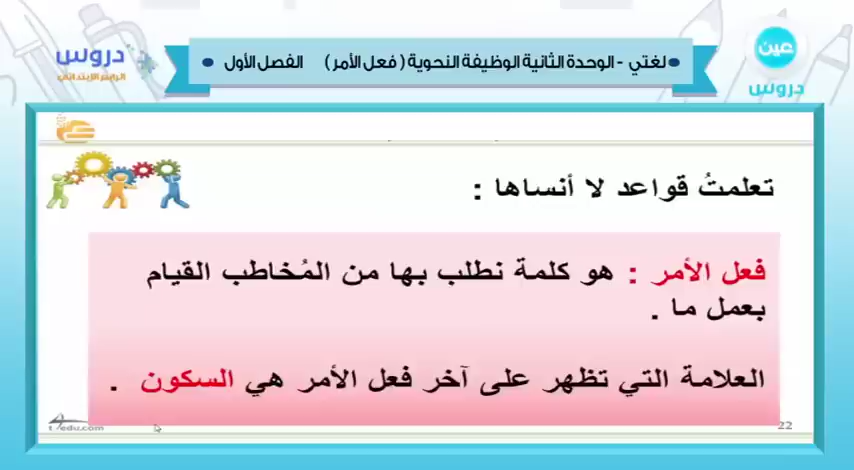 عين
دروس
لغتي - الوحدة الثانية الوظيفة النحوية ( فعل الأمر ) الفصل الأول
دروس
الرابع الابتدائي
تعلمتُ قواعد لا أنساها :
فعل الأمر : هو كلمة نطلب بها من المُخاطب القيام
بعمل ما .
العلامة التي تظهر على آخر فعل الأمر هي السكون .
22